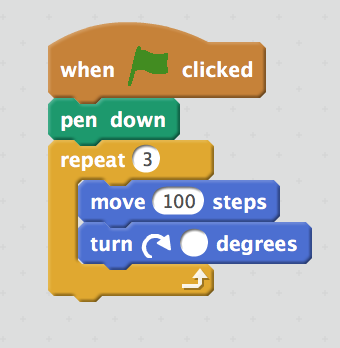 when clicked
pen down
repeat 3
move 100 steps
turn degrees